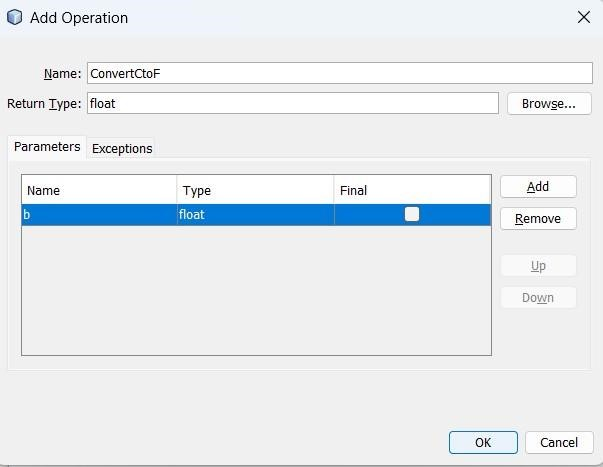 Add Operation
Name: ConvertCtoF
Return Type: float Browse...
Parameters Exceptions
Name Type Final Add
b float Remove
Up
Down
OK Cancel